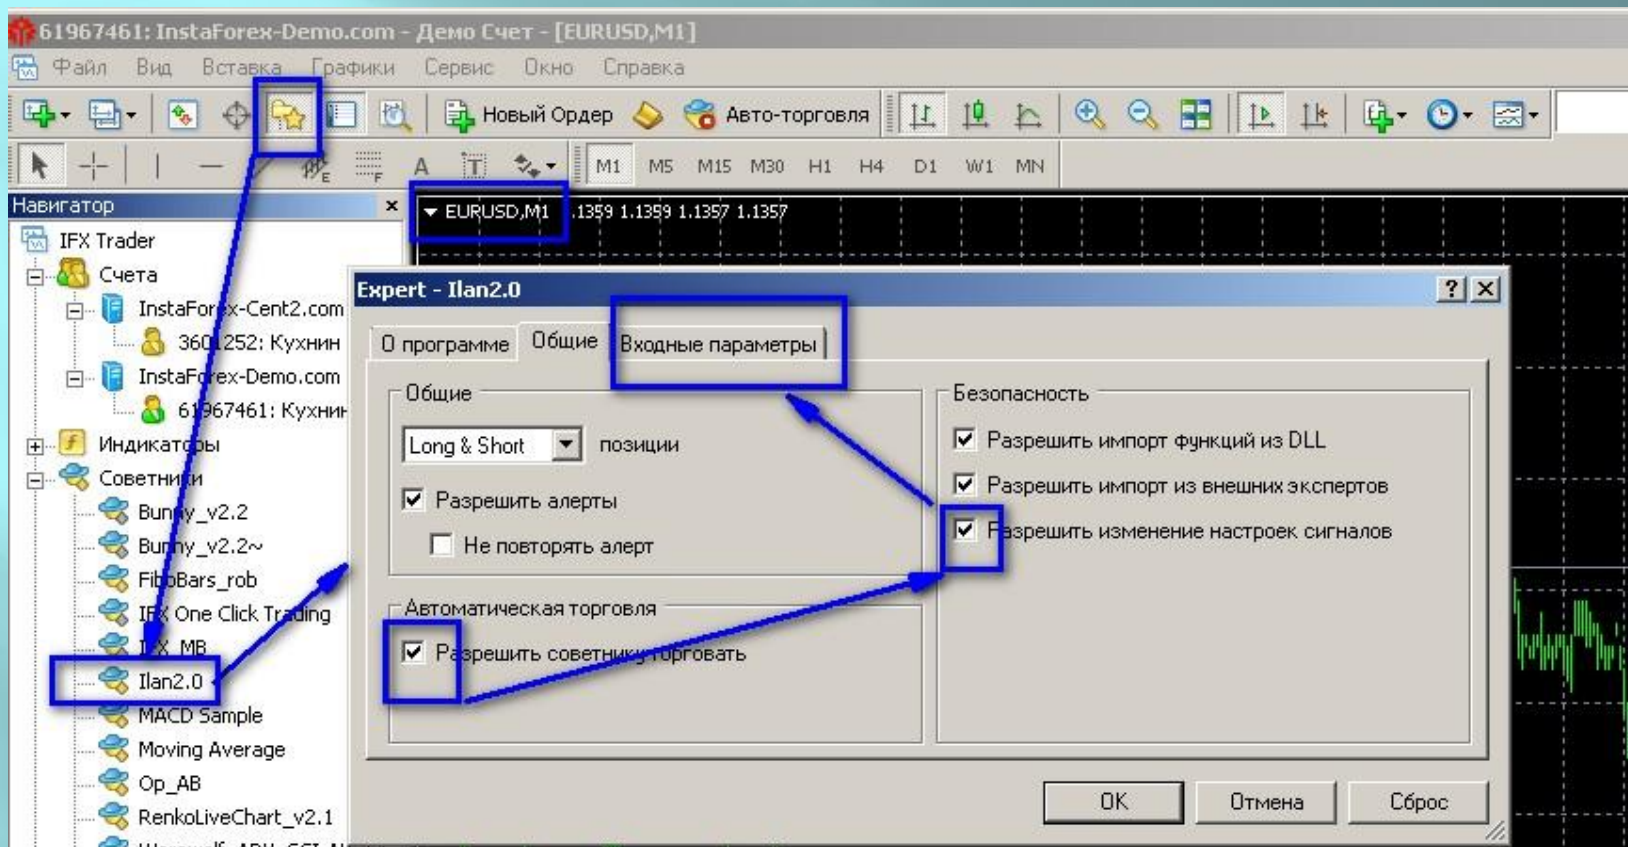 61967461: InstaForex-Demo.com - Демо Счет - [EURUSD,M1]
Файл Вид Вставка Графики Сервис Окно Справка
Новый Ордер Авто-торговля
A T M1 M5 M15 M30 H1 H4 D1 W1 MN
Навигатор
EURUSD,M1 .1359 1.1359 1.1357 1.1357
IFX Trader
Счета
InstaForex-Cent2.com
3601252: Кухнин
InstaForex-Demo.com
61967461: Кухнин
Индикаторы
Советники
Bunny_v2.2
Bunny_v2.2~
FiboBars_rob
IFX One Click Trading
IFX_MB
Ilan2.0
MACD Sample
Moving Average
Op_AB
RenkoLiveChart_v2.1
Expert - Ilan2.0
О программе Общие Входные параметры
Общие
Long & Short позиции
Разрешить алерты
Не повторять алерт
Автоматическая торговля
Разрешить советнику торговать
Безопасность
Разрешить импорт функций из DLL
Разрешить импорт из внешних экспертов
Разрешить изменение настроек сигналов
OK Отмена Сброс